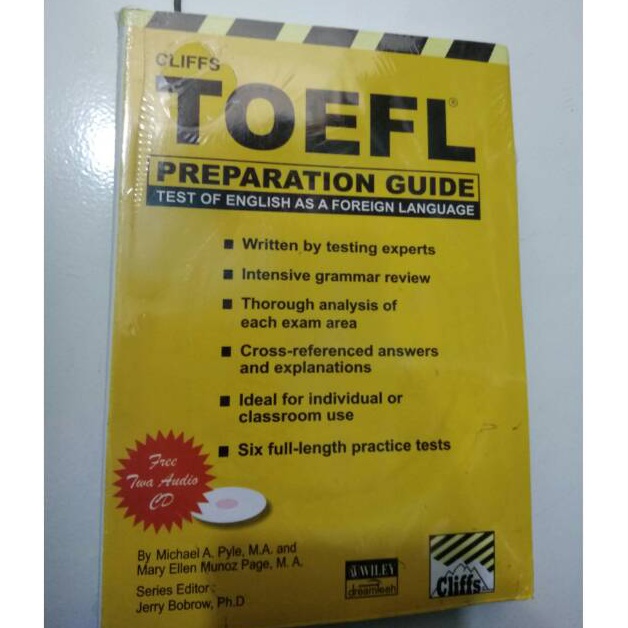 CLIFFS
TOEFL®
PREPARATION GUIDE
TEST OF ENGLISH AS A FOREIGN LANGUAGE
Written by testing experts
Intensive grammar review
Thorough analysis of
each exam area
Cross-referenced answers
and explanations
Ideal for individual or
classroom use
Six full-length practice tests
Free
Twa Audio
CD
By Michael A. Pyle, M.A. and
Mary Ellen Munoz Page, M. A.
Series Editor :
Jerry Bobrow, Ph.D
WILEY
dreamtech
Cliffs